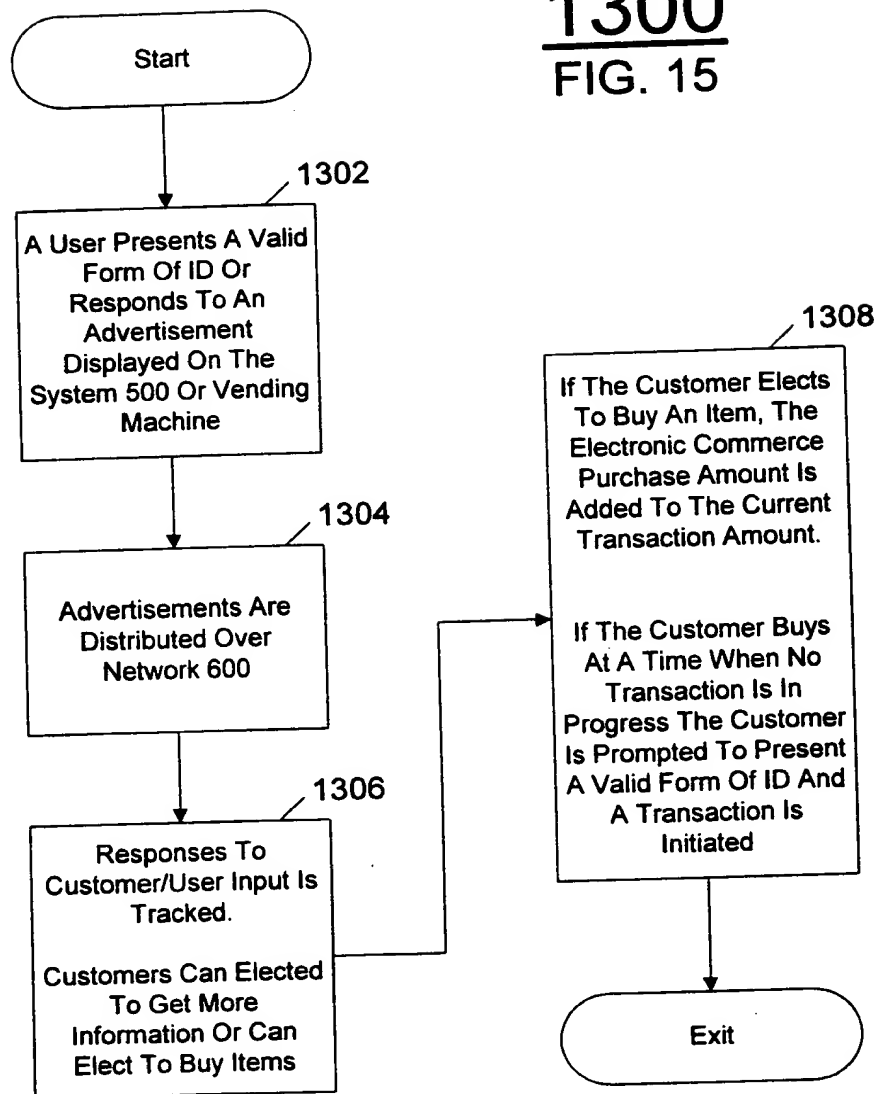 1300
FIG. 15
Start
1302
A User Presents A Valid
Form Of ID Or
Responds To An
Advertisement
Displayed On The
System 500 Or Vending
Machine
1304
Advertisements Are
Distributed Over
Network 600
1306
Responses To
Customer/User Input Is
Tracked.
Customers Can Elected
To Get More
Information Or Can
Elect To Buy Items
1308
If The Customer Elects
To Buy An Item, The
Electronic Commerce
Purchase Amount Is
Added To The Current
Transaction Amount.
If The Customer Buys
At A Time When No
Transaction Is In
Progress The Customer
Is Prompted To Present
A Valid Form Of ID And
A Transaction Is
Initiated
Exit